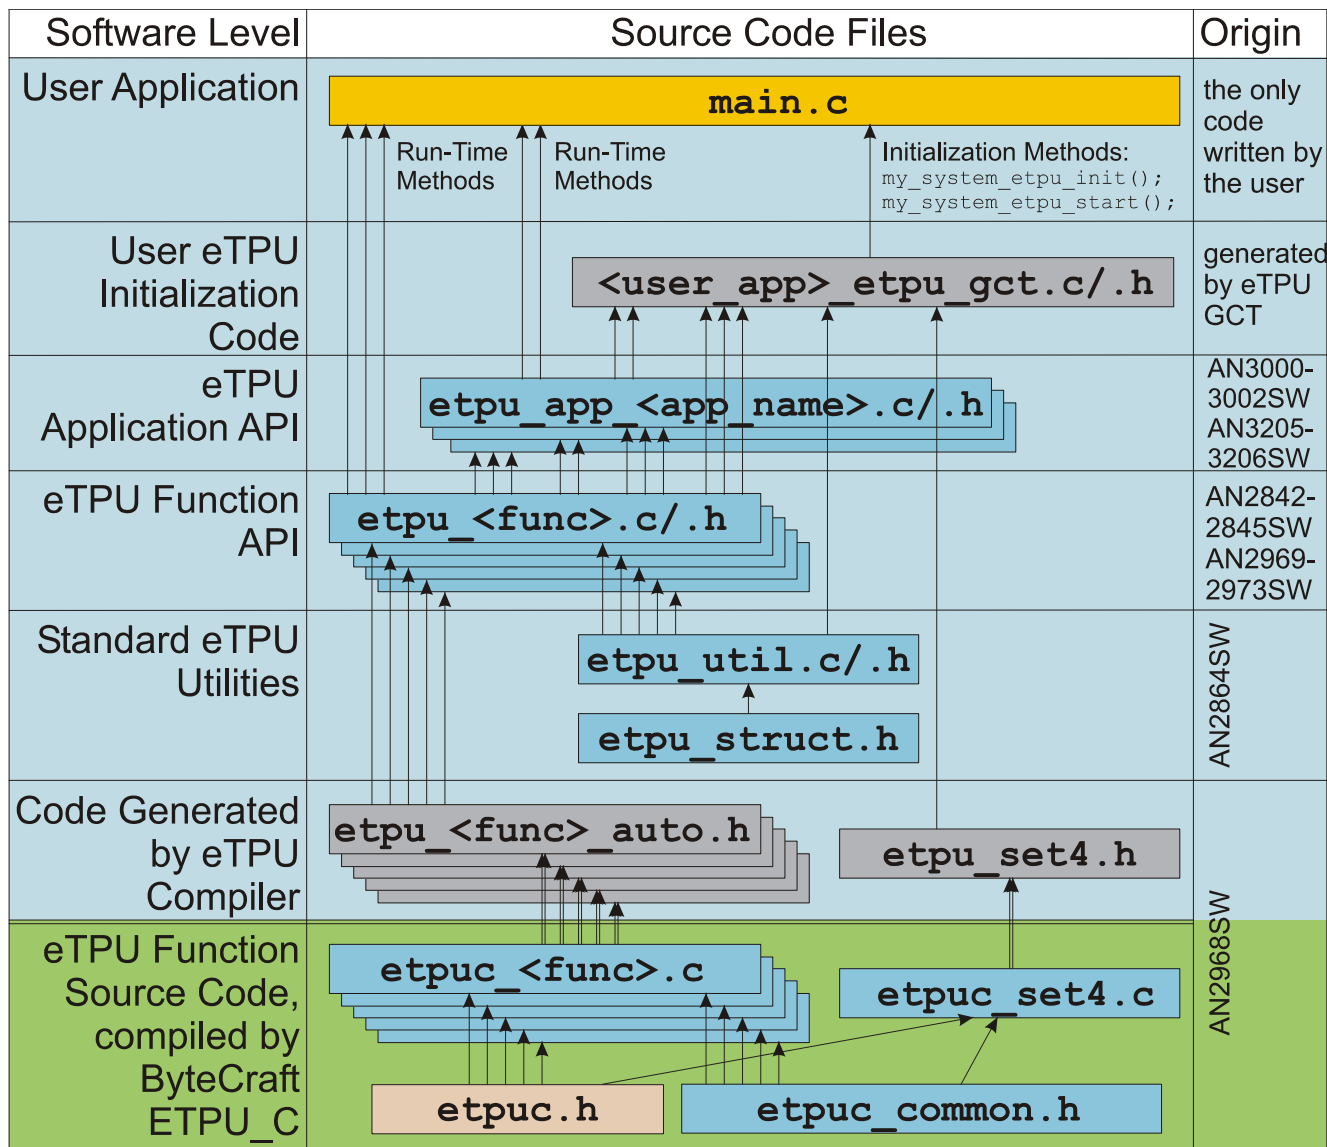 Software Level
Source Code Files
Origin
User Application
main.c
the only
code
written by
the user
Run-Time
Methods
Run-Time
Methods
Initialization Methods:
my_system_etpu_init();
my_system_etpu_start();
User eTPU
Initialization
Code
<user_app>_etpu_gct.c/.h
generated
by eTPU
GCT
eTPU
Application API
etpu_app_<app_name>.c/.h
AN3000-
3002SW
AN3205-
3206SW
eTPU Function
API
etpu_<func>.c/.h
AN2842-
2845SW
AN2969-
2973SW
Standard eTPU
Utilities
etpu_util.c/.h
etpu_struct.h
AN2864SW
Code Generated
by eTPU
Compiler
etpu_<func>_auto.h
etpu_set4.h
AN2968SW
eTPU Function
Source Code,
compiled by
ByteCraft
ETPU_C
etpuc_<func>.c
etpuc_set4.c
etpuc.h
etpuc_common.h